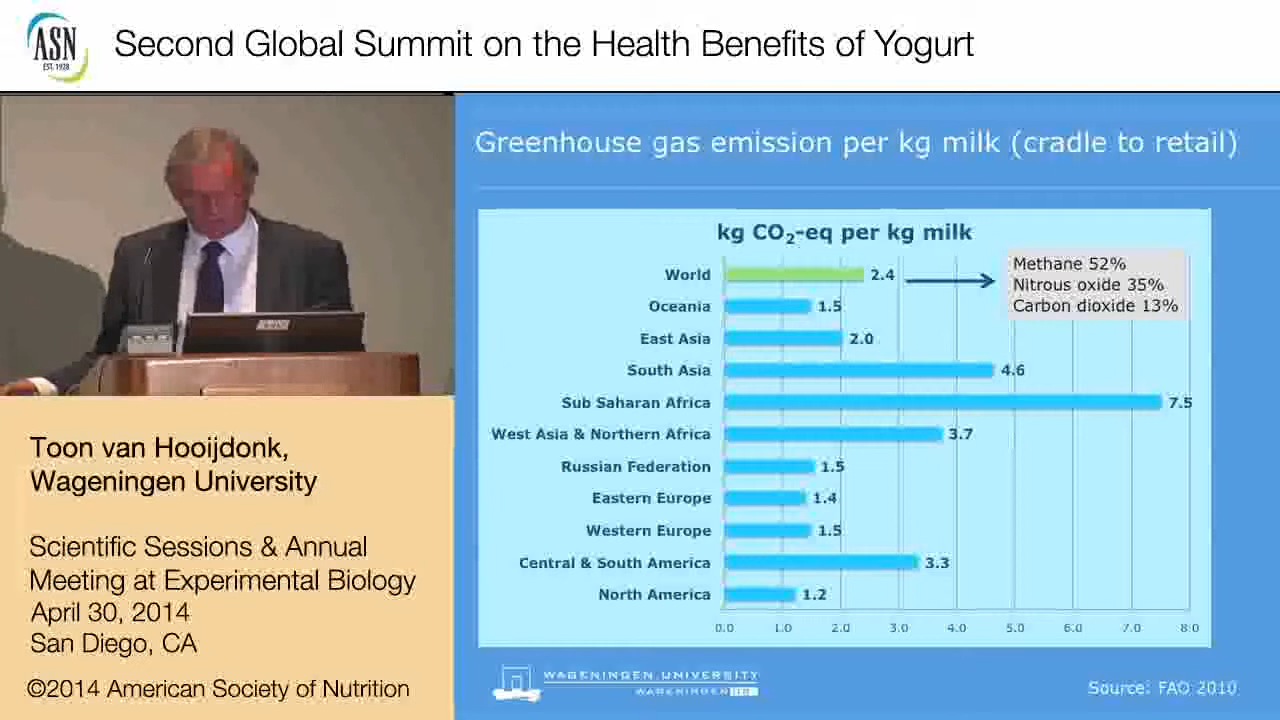 ASN
EST. 1928
Second Global Summit on the Health Benefits of Yogurt
Greenhouse gas emission per kg milk (cradle to retail)
kg CO₂-eq per kg milk
World 2.4
Methane 52%
Nitrous oxide 35%
Carbon dioxide 13%
Oceania 1.5
East Asia 2.0
South Asia 4.6
Sub Saharan Africa 7.5
West Asia & Northern Africa 3.7
Russian Federation 1.5
Eastern Europe 1.4
Western Europe 1.5
Central & South America 3.3
North America 1.2
0.0 1.0 2.0 3.0 4.0 5.0 6.0 7.0 8.0
WAGENINGEN UNIVERSITY
WAGENINGEN UR
Source: FAO 2010
Toon van Hooijdonk,
Wageningen University
Scientific Sessions & Annual
Meeting at Experimental Biology
April 30, 2014
San Diego, CA
©2014 American Society of Nutrition